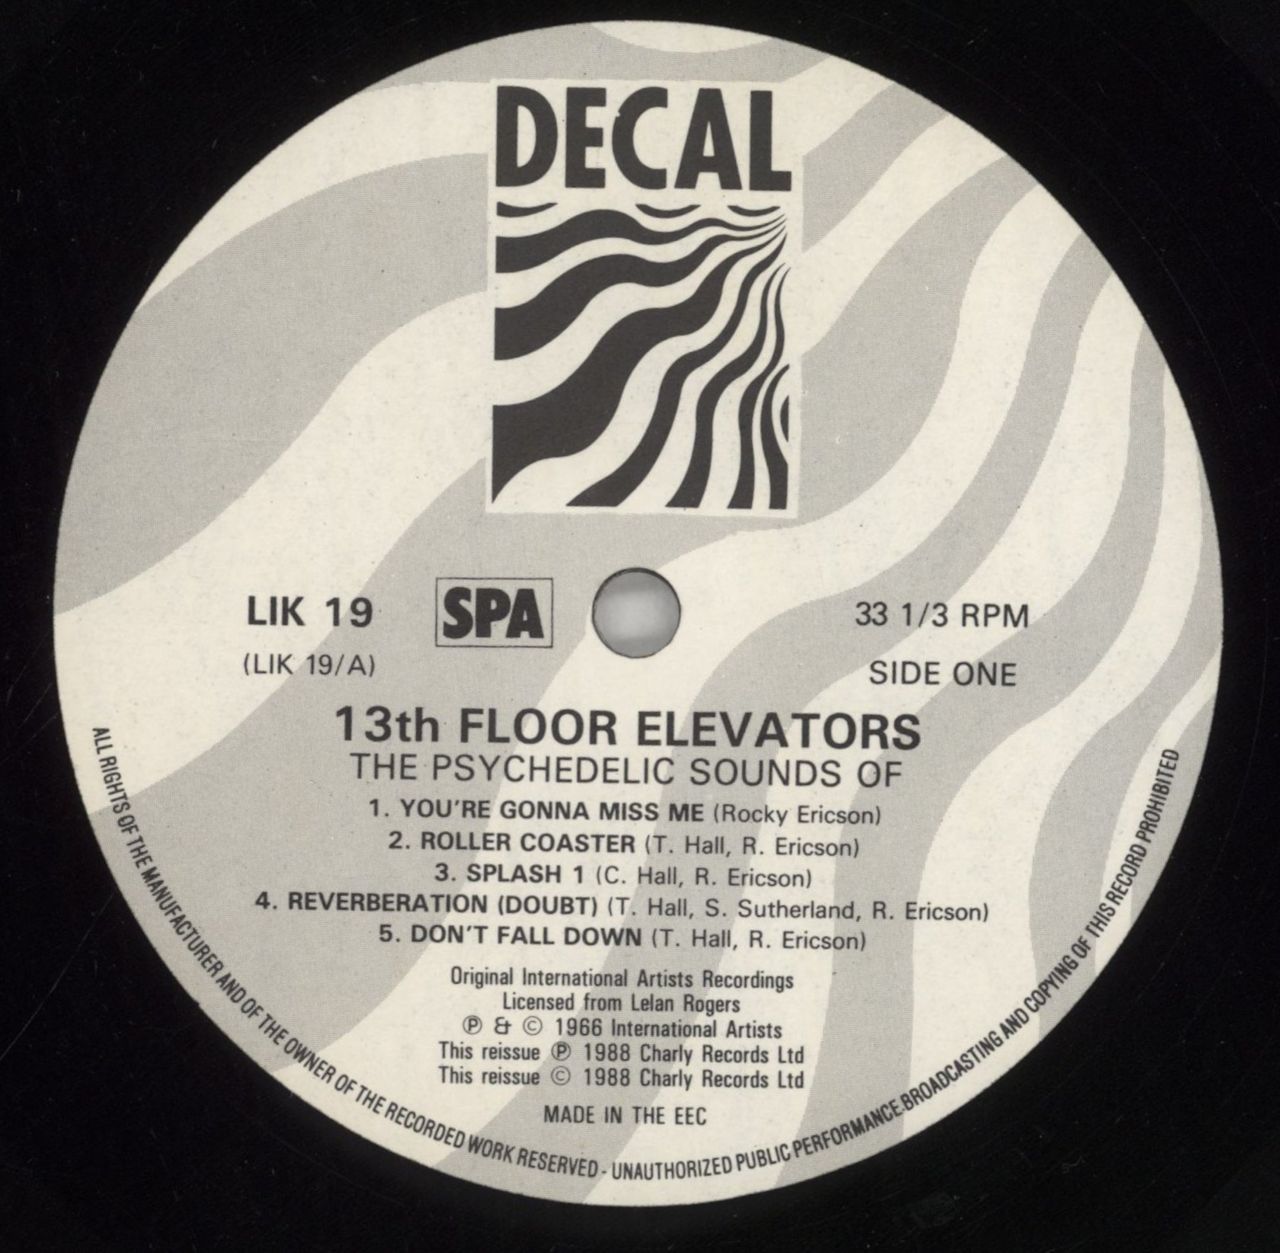 DECAL
LIK 19
(LIK 19/A)
SPA
33 1/3 RPM
SIDE ONE
13th FLOOR ELEVATORS
THE PSYCHEDELIC SOUNDS OF
1. YOU'RE GONNA MISS ME (Rocky Ericson)
2. ROLLER COASTER (T. Hall, R. Ericson)
3. SPLASH 1 (C. Hall, R. Ericson)
4. REVERBERATION (DOUBT) (T. Hall, S. Sutherland, R. Ericson)
5. DON'T FALL DOWN (T. Hall, R. Ericson)
Original International Artists Recordings
Licensed from Lelan Rogers
℗ & © 1966 International Artists
This reissue ℗ 1988 Charly Records Ltd
This reissue © 1988 Charly Records Ltd
MADE IN THE EEC
ALL RIGHTS OF THE MANUFACTURER AND OF THE OWNER OF THE RECORDED WORK RESERVED - UNAUTHORIZED PUBLIC PERFORMANCE·BROADCASTING AND COPYING OF THIS RECORD PROHIBITED